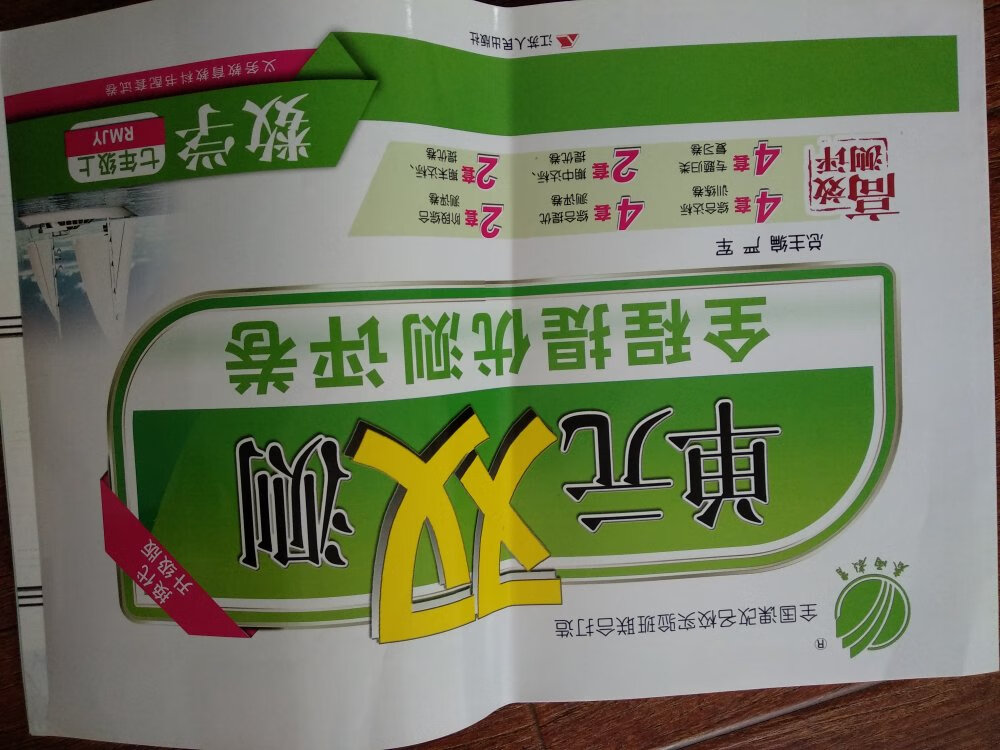 春雨教育
®
全国课改名校实验班联合打造
换代
升级版
单元双测
全程提优测评卷
总主编 严 军
高效
测评
4套 综合达标
训练卷
4套 综合提优
测评卷
2套 阶段综合
测评卷
4套 专题归类
复习卷
2套 期中达标、
提优卷
2套 期末达标、
提优卷
数学
七年级上
RMJY
义务教育教科书配套试卷
江苏人民出版社